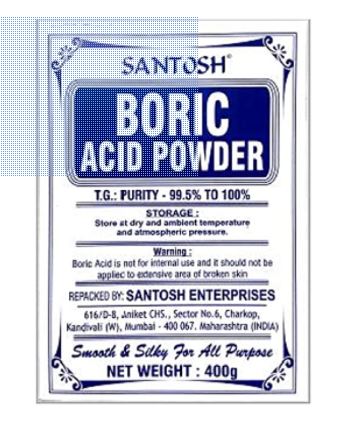 SANTOSH®
BORIC
ACID POWDER
T.G.: PURITY - 99.5% TO 100%
STORAGE :
Store at dry and ambient temperature
and atmospheric pressure.
Warning :
Boric Acid is not for internal use and it should not be
applied to extensive area of broken skin
REPACKED BY: SANTOSH ENTERPRISES
616/D-8, Aniket CHS., Sector No.6, Charkop,
Kandivali (W), Mumbai - 400 067. Maharashtra (INDIA)
Smooth & Silky For All Purpose
NET WEIGHT : 400g